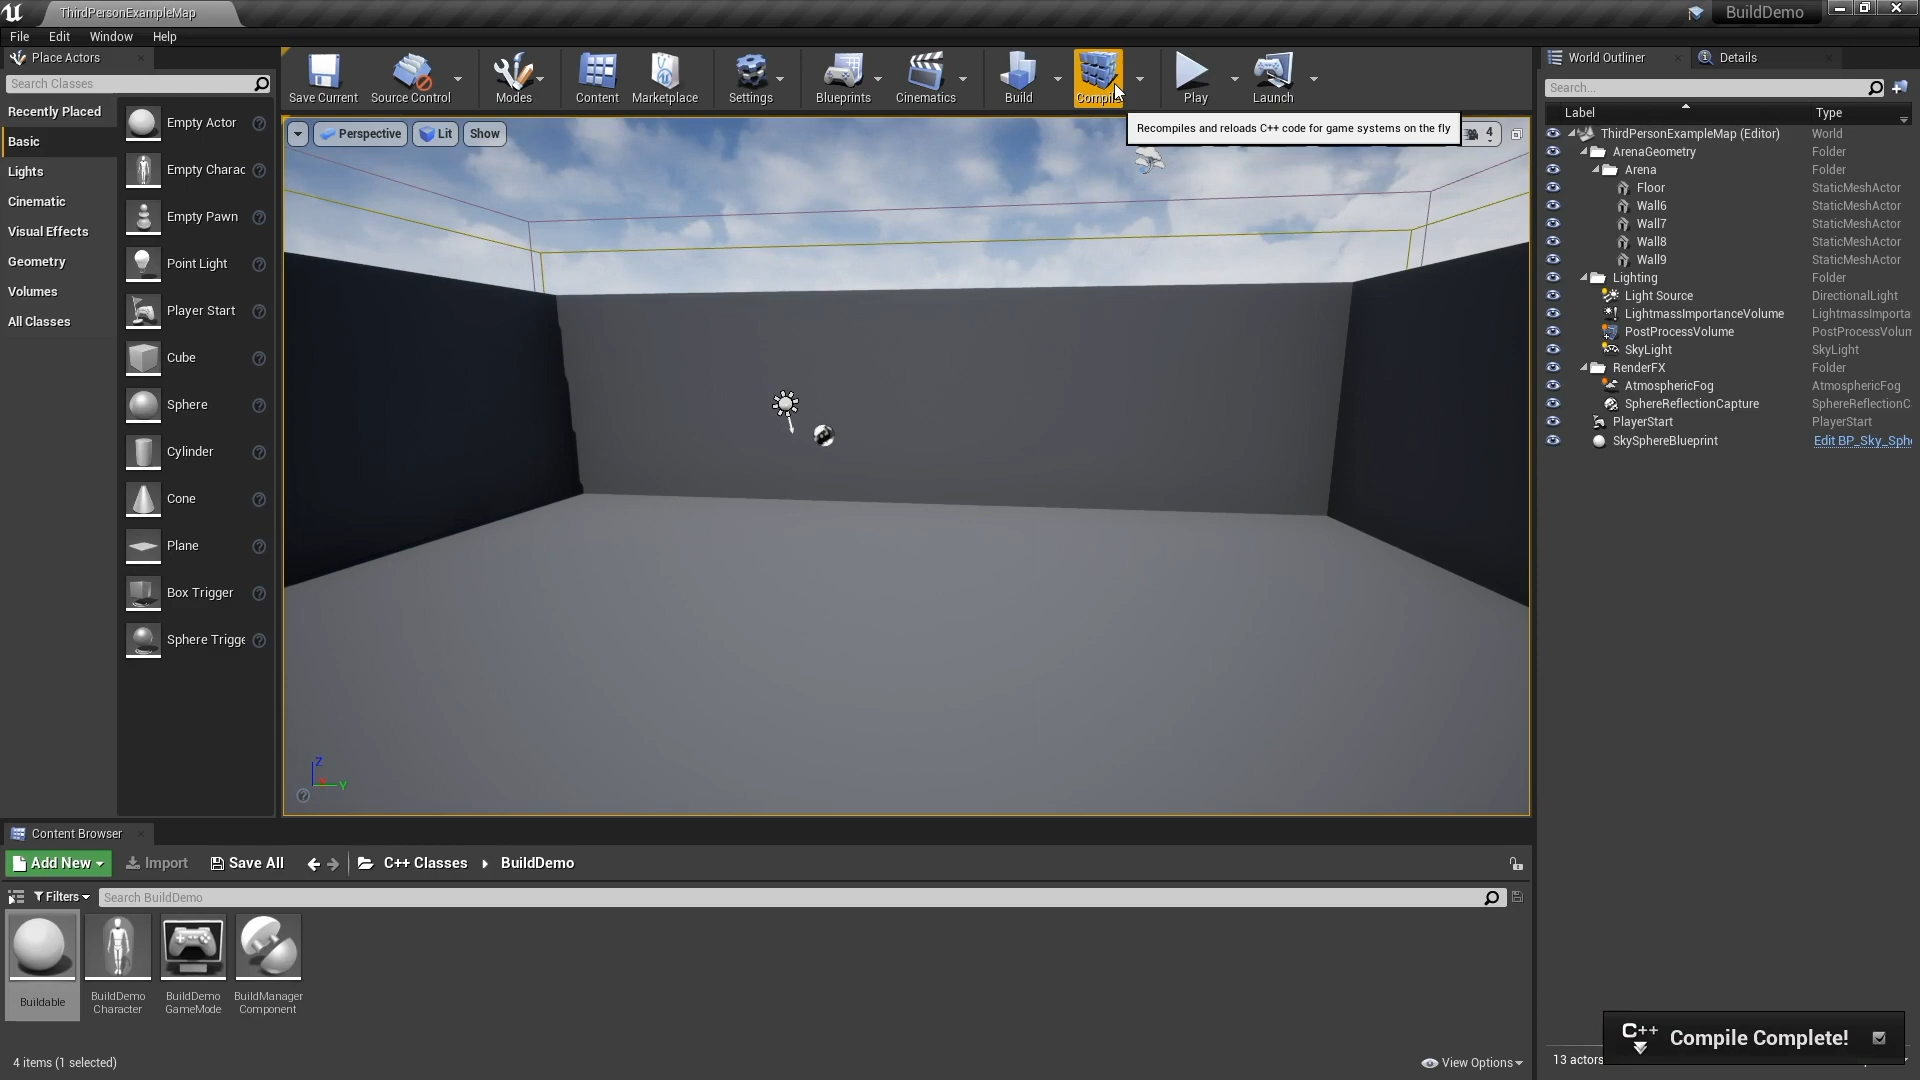 ThirdPersonExampleMap
BuildDemo
File Edit Window Help
Place Actors
Search Classes
Recently Placed
Basic
Lights
Cinematic
Visual Effects
Geometry
Volumes
All Classes
Empty Actor
Empty Charac
Empty Pawn
Point Light
Player Start
Cube
Sphere
Cylinder
Cone
Plane
Box Trigger
Sphere Trigge
Save Current Source Control Modes Content Marketplace Settings Blueprints Cinematics Build Play Launch
Recompiles and reloads C++ code for game systems on the fly
Perspective Lit Show 4
Z
Y
World Outliner Details
Search...
Label Type
ThirdPersonExampleMap (Editor) World
ArenaGeometry Folder
Arena Folder
Floor StaticMeshActor
Wall6 StaticMeshActor
Wall7 StaticMeshActor
Wall8 StaticMeshActor
Wall9 StaticMeshActor
Lighting Folder
Light Source DirectionalLight
LightmassImportanceVolume LightmassImporta
PostProcessVolume PostProcessVolum
SkyLight SkyLight
RenderFX Folder
AtmosphericFog AtmosphericFog
SphereReflectionCapture SphereReflectionC
PlayerStart PlayerStart
SkySphereBlueprint Edit BP_Sky_Sph
Content Browser
Add New Import Save All C++ Classes BuildDemo
Filters Search BuildDemo
Buildable
BuildDemo
Character
BuildDemo
GameMode
BuildManager
Component
4 items (1 selected)
View Options
13 actors
C++ Compile Complete!